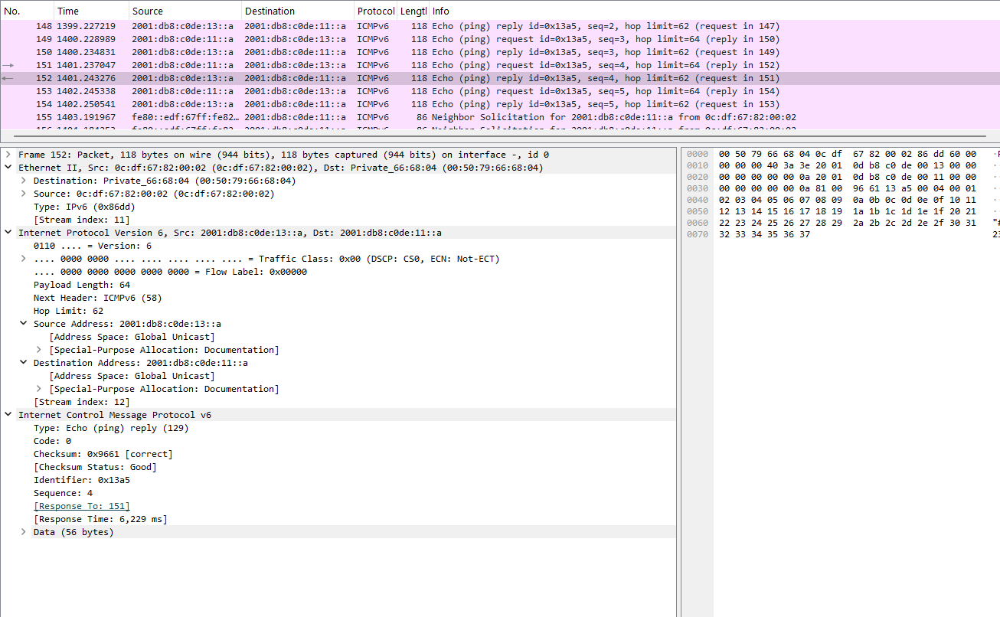 No. Time Source Destination Protocol Lengtl Info
148 1399.227219 2001:db8:c0de:13::a 2001:db8:c0de:11::a ICMPv6 118 Echo (ping) reply id=0x13a5, seq=2, hop limit=62 (request in 147)
149 1400.228989 2001:db8:c0de:11::a 2001:db8:c0de:13::a ICMPv6 118 Echo (ping) request id=0x13a5, seq=3, hop limit=64 (reply in 150)
150 1400.234831 2001:db8:c0de:13::a 2001:db8:c0de:11::a ICMPv6 118 Echo (ping) reply id=0x13a5, seq=3, hop limit=62 (request in 149)
151 1401.237047 2001:db8:c0de:11::a 2001:db8:c0de:13::a ICMPv6 118 Echo (ping) request id=0x13a5, seq=4, hop limit=64 (reply in 152)
152 1401.243276 2001:db8:c0de:13::a 2001:db8:c0de:11::a ICMPv6 118 Echo (ping) reply id=0x13a5, seq=4, hop limit=62 (request in 151)
153 1402.245338 2001:db8:c0de:11::a 2001:db8:c0de:13::a ICMPv6 118 Echo (ping) request id=0x13a5, seq=5, hop limit=64 (reply in 154)
154 1402.250541 2001:db8:c0de:13::a 2001:db8:c0de:11::a ICMPv6 118 Echo (ping) reply id=0x13a5, seq=5, hop limit=62 (request in 153)
155 1403.191967 fe80::edf:67ff:fe82… 2001:db8:c0de:11::a ICMPv6 86 Neighbor Solicitation for 2001:db8:c0de:11::a from 0c:df:67:82:00:02
Frame 152: Packet, 118 bytes on wire (944 bits), 118 bytes captured (944 bits) on interface -, id 0
Ethernet II, Src: 0c:df:67:82:00:02 (0c:df:67:82:00:02), Dst: Private_66:68:04 (00:50:79:66:68:04)
Destination: Private_66:68:04 (00:50:79:66:68:04)
Source: 0c:df:67:82:00:02 (0c:df:67:82:00:02)
Type: IPv6 (0x86dd)
[Stream index: 11]
Internet Protocol Version 6, Src: 2001:db8:c0de:13::a, Dst: 2001:db8:c0de:11::a
0110 .... = Version: 6
.... 0000 0000 .... .... .... .... .... = Traffic Class: 0x00 (DSCP: CS0, ECN: Not-ECT)
.... 0000 0000 0000 0000 0000 = Flow Label: 0x00000
Payload Length: 64
Next Header: ICMPv6 (58)
Hop Limit: 62
Source Address: 2001:db8:c0de:13::a
[Address Space: Global Unicast]
[Special-Purpose Allocation: Documentation]
Destination Address: 2001:db8:c0de:11::a
[Address Space: Global Unicast]
[Special-Purpose Allocation: Documentation]
[Stream index: 12]
Internet Control Message Protocol v6
Type: Echo (ping) reply (129)
Code: 0
Checksum: 0x9661 [correct]
[Checksum Status: Good]
Identifier: 0x13a5
Sequence: 4
[Response To: 151]
[Response Time: 6,229 ms]
Data (56 bytes)
0000 00 50 79 66 68 04 0c df 67 82 00 02 86 dd 60 00
0010 00 00 00 40 3a 3e 20 01 0d b8 c0 de 00 13 00 00
0020 00 00 00 00 00 0a 20 01 0d b8 c0 de 00 11 00 00
0030 00 00 00 00 00 0a 81 00 96 61 13 a5 00 04 00 01
0040 02 03 04 05 06 07 08 09 0a 0b 0c 0d 0e 0f 10 11
0050 12 13 14 15 16 17 18 19 1a 1b 1c 1d 1e 1f 20 21
0060 22 23 24 25 26 27 28 29 2a 2b 2c 2d 2e 2f 30 31 "#
0070 32 33 34 35 36 37 23